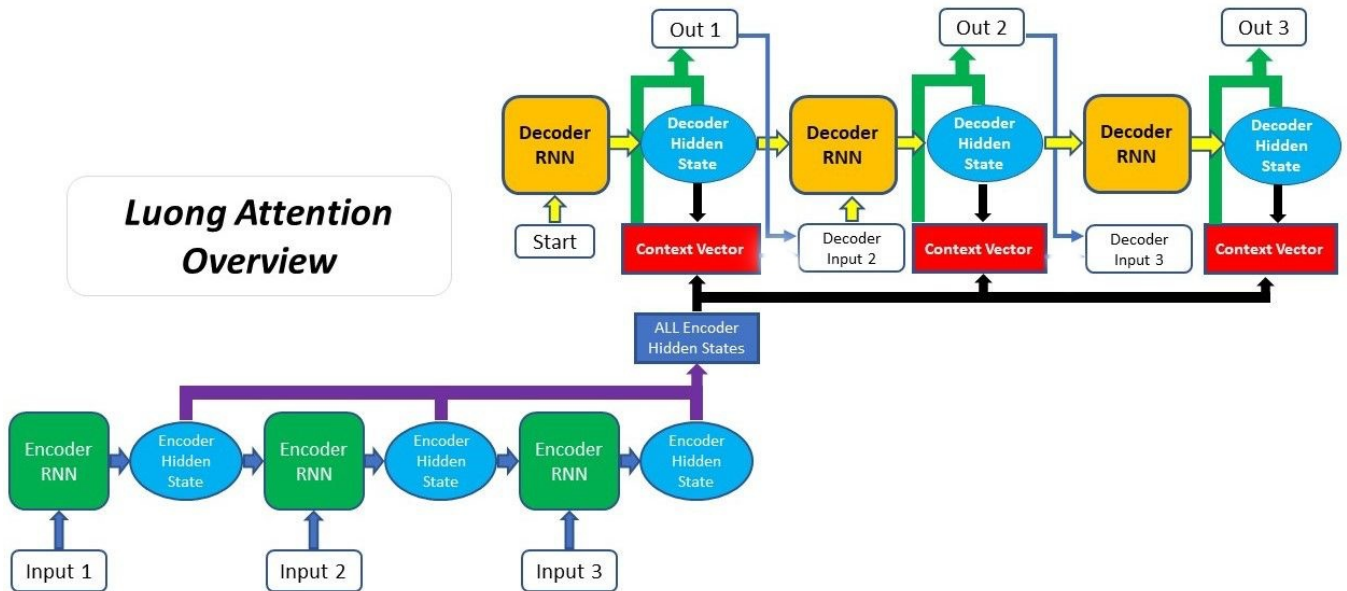 Out 1
Out 2
Out 3
Decoder
RNN
Decoder
Hidden
State
Decoder
RNN
Decoder
Hidden
State
Decoder
RNN
Decoder
Hidden
State
Luong Attention
Overview
Start
Context Vector
Decoder
Input 2
Context Vector
Decoder
Input 3
Context Vector
ALL Encoder
Hidden States
Encoder
RNN
Encoder
Hidden
State
Encoder
RNN
Encoder
Hidden
State
Encoder
RNN
Encoder
Hidden
State
Input 1
Input 2
Input 3